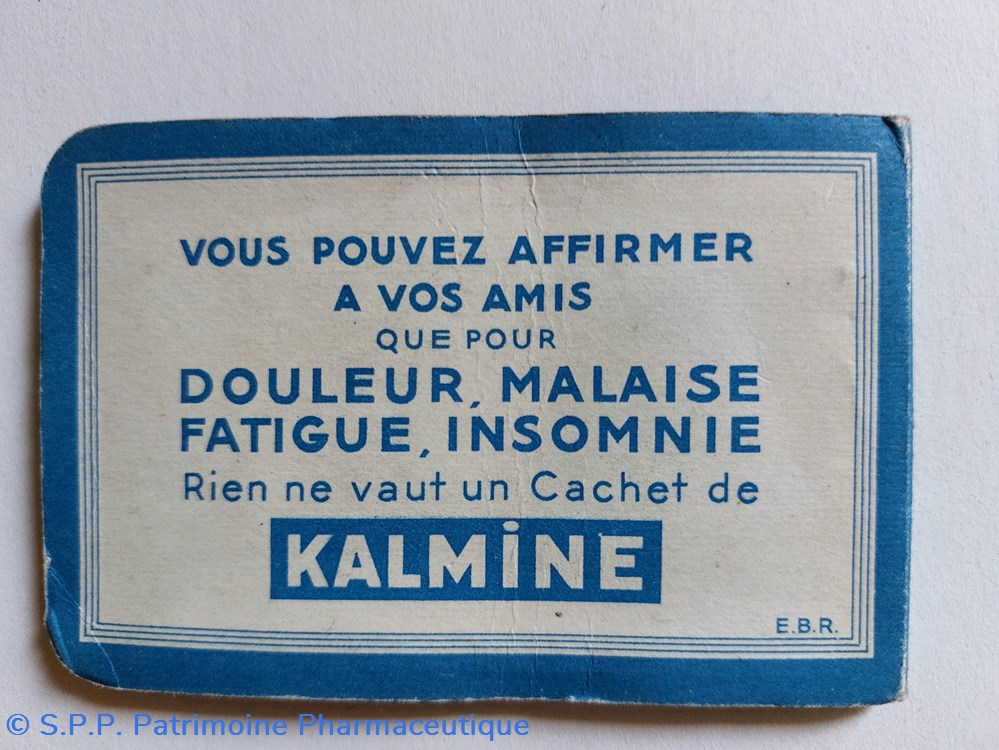 VOUS POUVEZ AFFIRMER
A VOS AMIS
QUE POUR
DOULEUR, MALAISE
FATIGUE, INSOMNIE
Rien ne vaut un Cachet de
KALMINE
E.B.R.
© S.P.P. Patrimoine Pharmaceutique